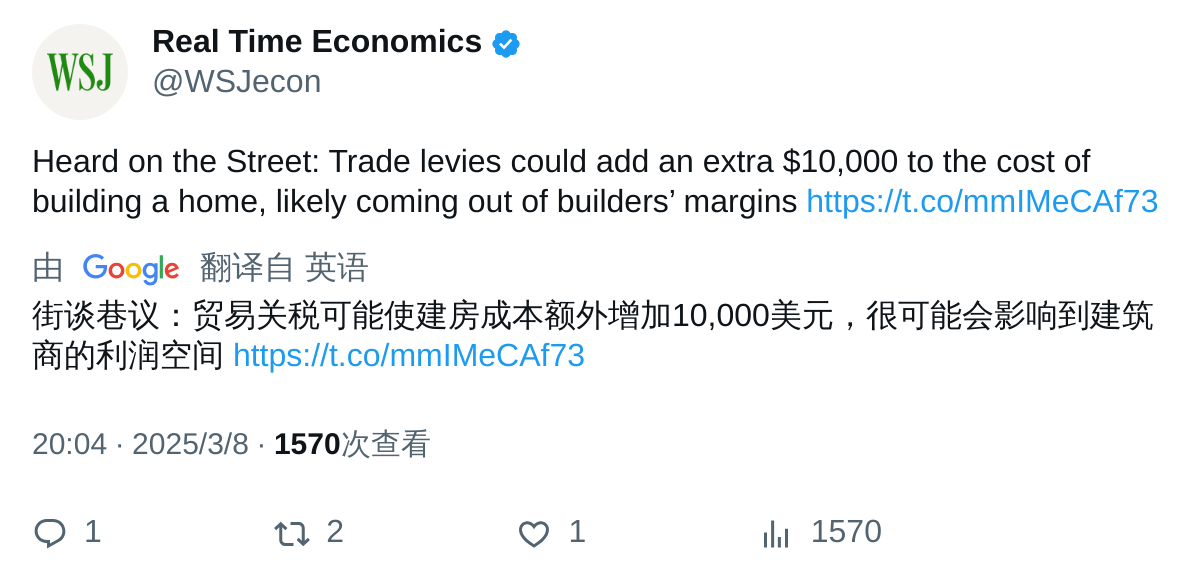 WSJ
Real Time Economics
@WSJecon
Heard on the Street: Trade levies could add an extra $10,000 to the cost of
building a home, likely coming out of builders’ margins https://t.co/mmIMeCAf73
由 Google 翻译自 英语
街谈巷议：贸易关税可能使建房成本额外增加10,000美元，很可能会影响到建筑
商的利润空间 https://t.co/mmIMeCAf73
20:04 · 2025/3/8 · 1570次查看
1 2 1 1570